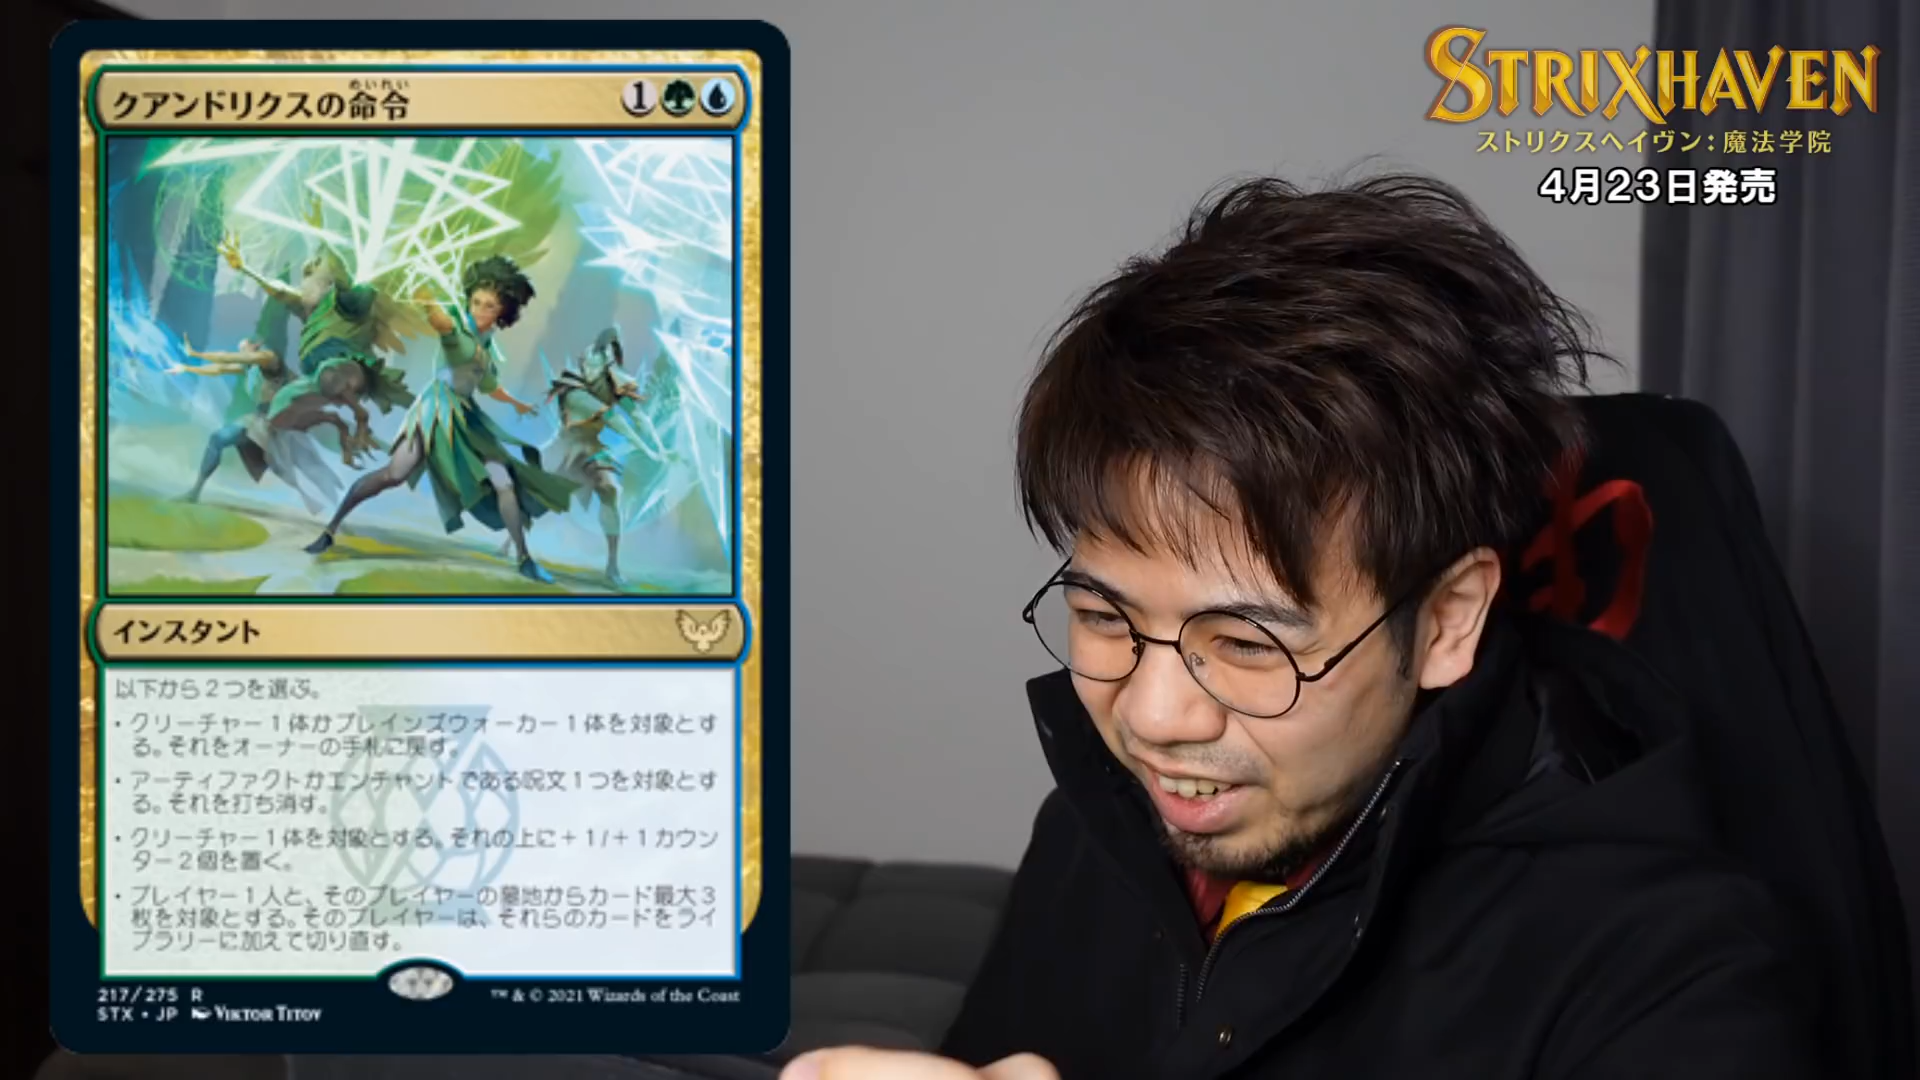 クアンドリクスの命令
めいれい
1
インスタント
以下から2つを選ぶ。
・クリーチャー1体かプレインズウォーカー1体を対象とす
る。それをオーナーの手札に戻す。
・アーティファクトかエンチャントである呪文1つを対象とす
る。それを打ち消す。
・クリーチャー1体を対象とする。それの上に+1/+1カウン
ター2個を置く。
・プレイヤー1人と、そのプレイヤーの墓地からカード最大3
枚を対象とする。そのプレイヤーは、それらのカードをライ
ブラリーに加えて切り直す。
217/275 R
STX・JP VIKTOR TITOV
™ & © 2021 Wizards of the Coast
STRIXHAVEN
ストリクスヘイヴン:魔法学院
4月23日発売